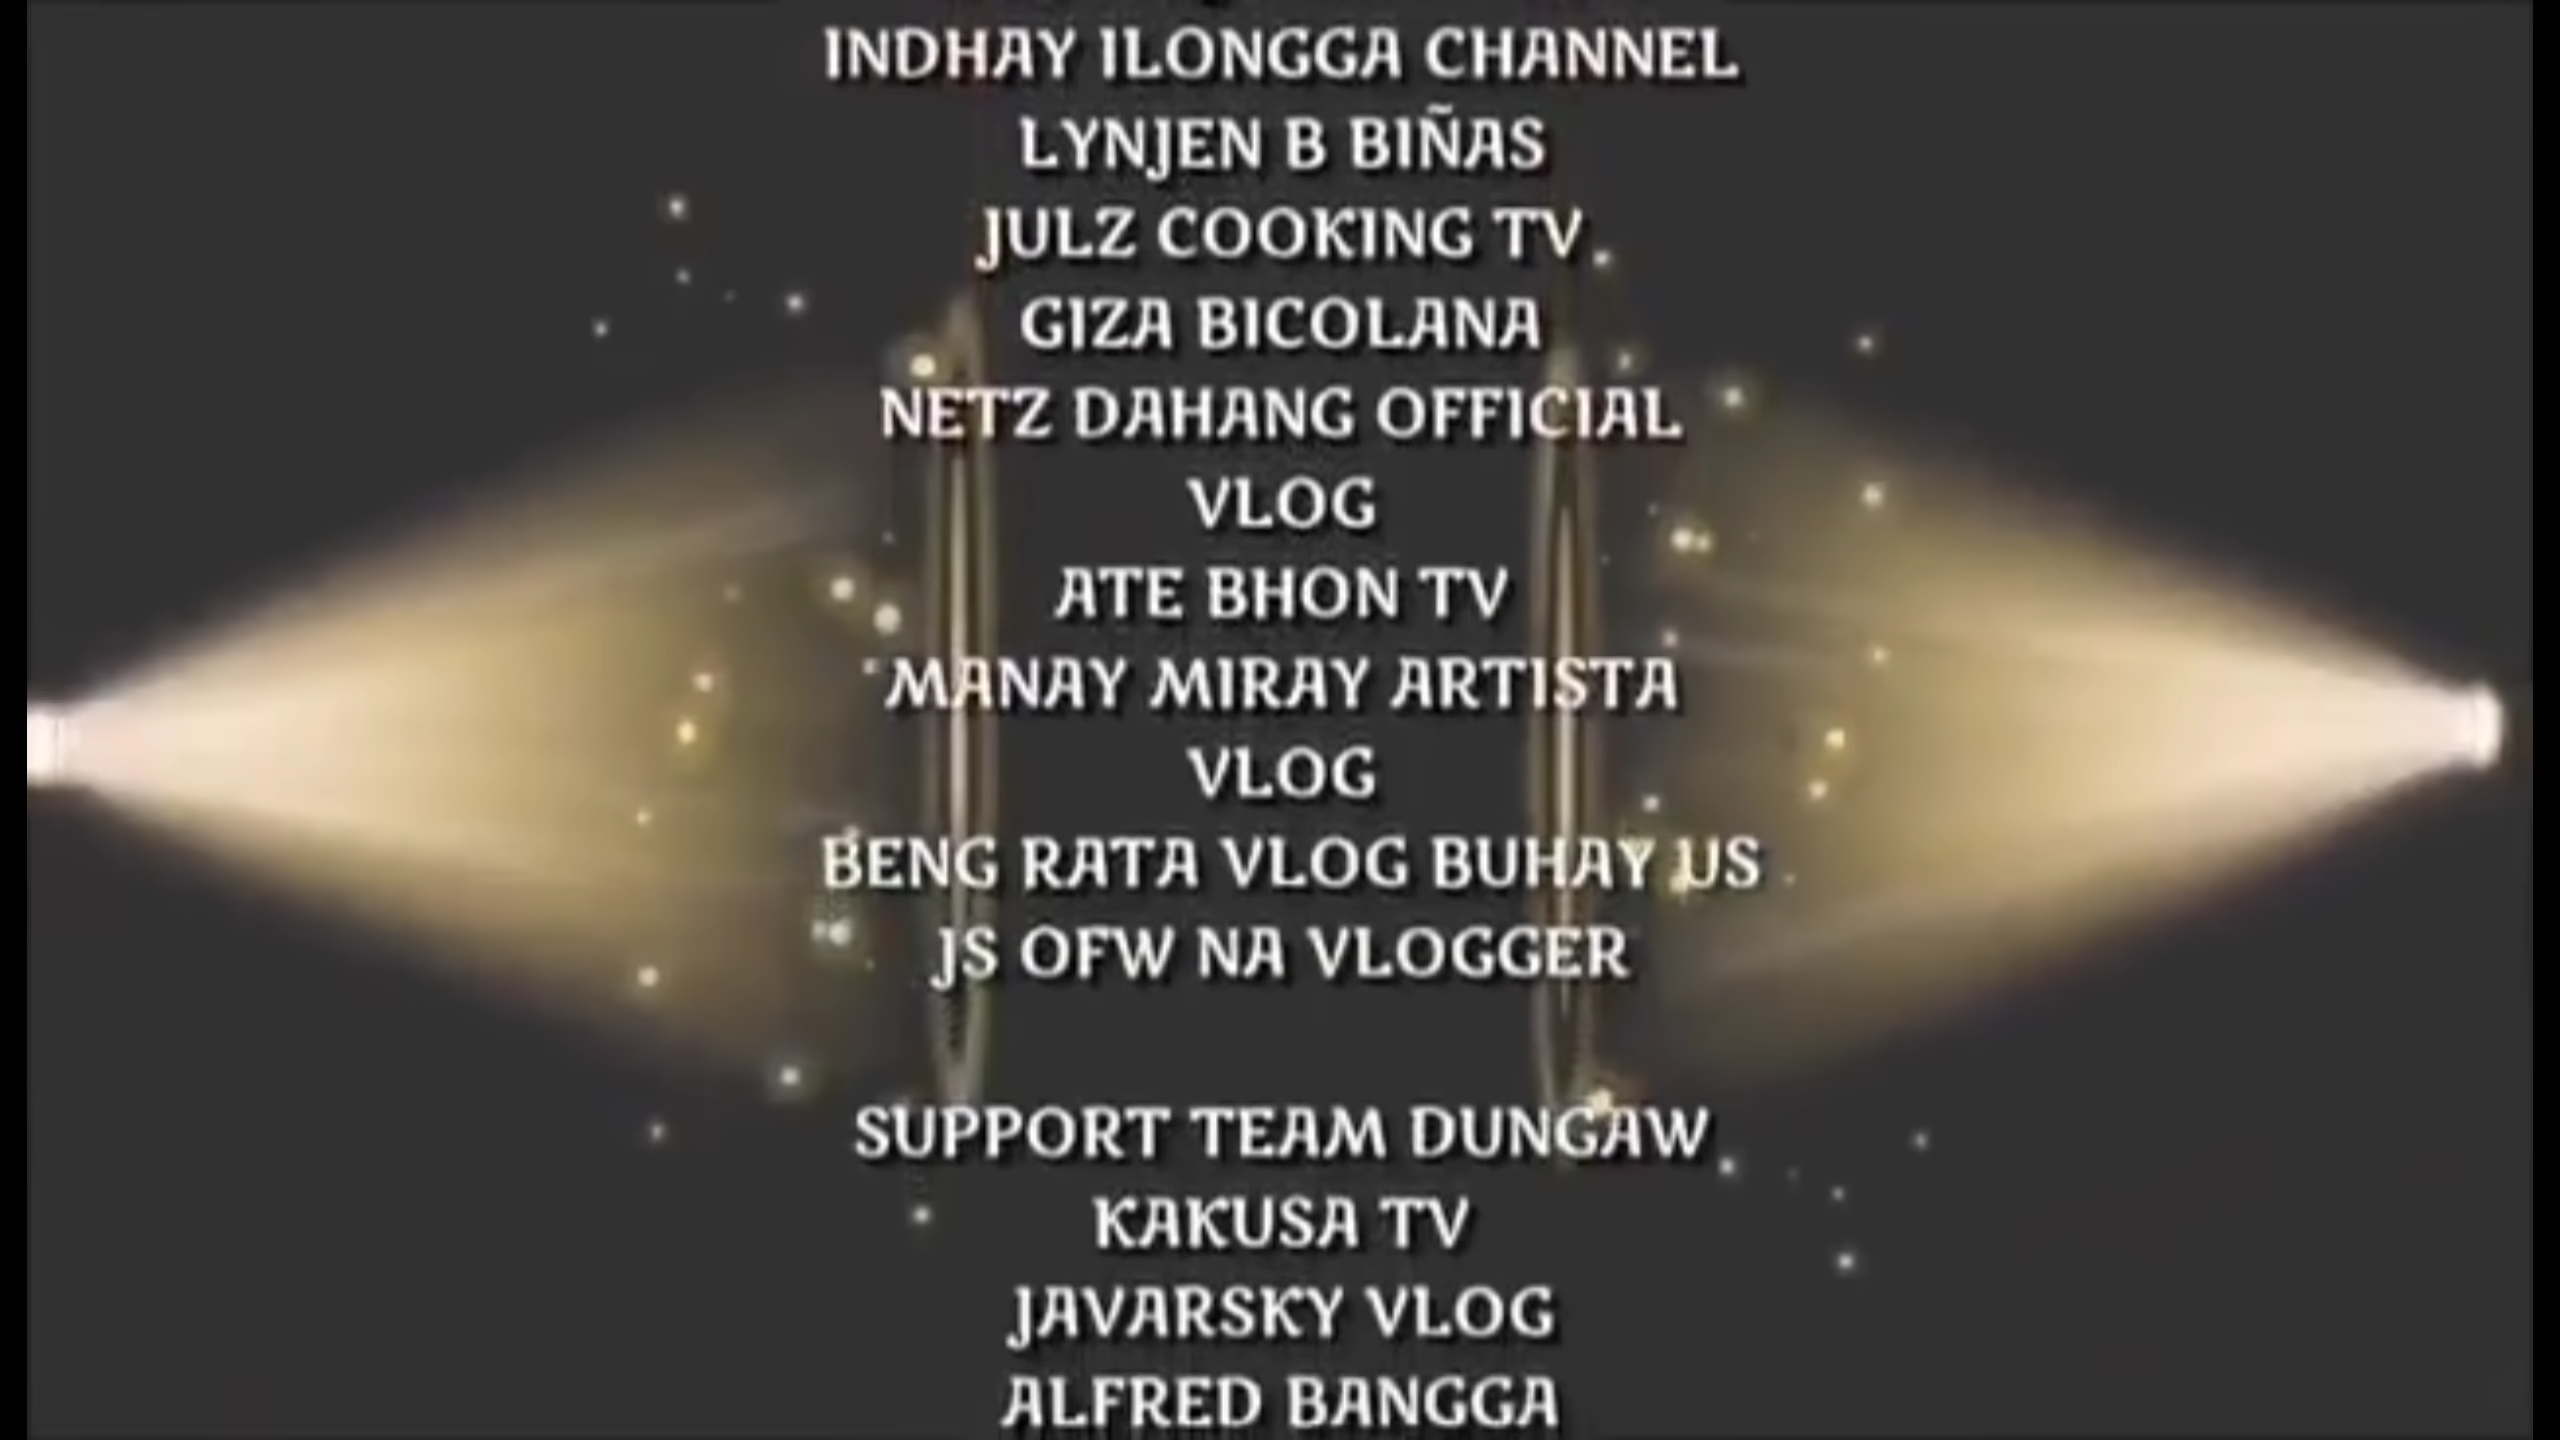 INDHAY ILONGGA CHANNEL
LYNJEN B BIÑAS
JULZ COOKING TV
GIZA BICOLANA
NETZ DAHANG OFFICIAL
VLOG
ATE BHON TV
MANAY MIRAY ARTISTA
VLOG
BENG RATA VLOG BUHAY US
JS OFW NA VLOGGER
SUPPORT TEAM DUNGAW
KAKUSA TV
JAVARSKY VLOG
ALFRED BANGGA